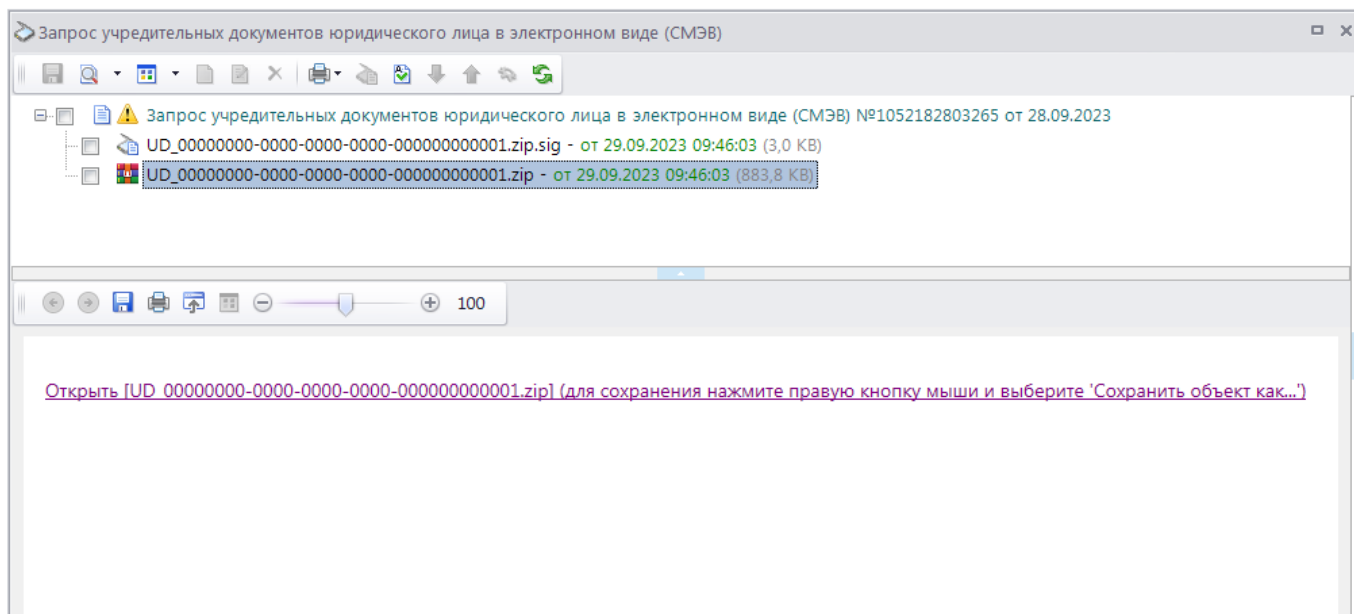 Запрос учредительных документов юридического лица в электронном виде (СМЭВ)
Запрос учредительных документов юридического лица в электронном виде (СМЭВ) №1052182803265 от 28.09.2023
UD_00000000-0000-0000-0000-000000000001.zip.sig - от 29.09.2023 09:46:03 (3,0 KB)
UD_00000000-0000-0000-0000-000000000001.zip - от 29.09.2023 09:46:03 (883,8 KB)
100
Открыть [UD_00000000-0000-0000-0000-000000000001.zip] (для сохранения нажмите правую кнопку мыши и выберите 'Сохранить объект как...')